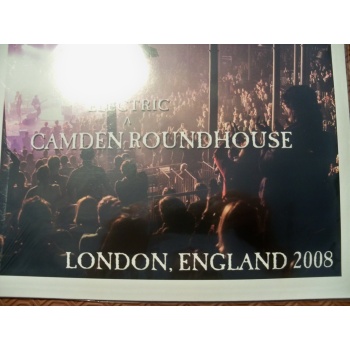 ELECTRIC
CAMDEN ROUNDHOUSE
LONDON, ENGLAND 2008